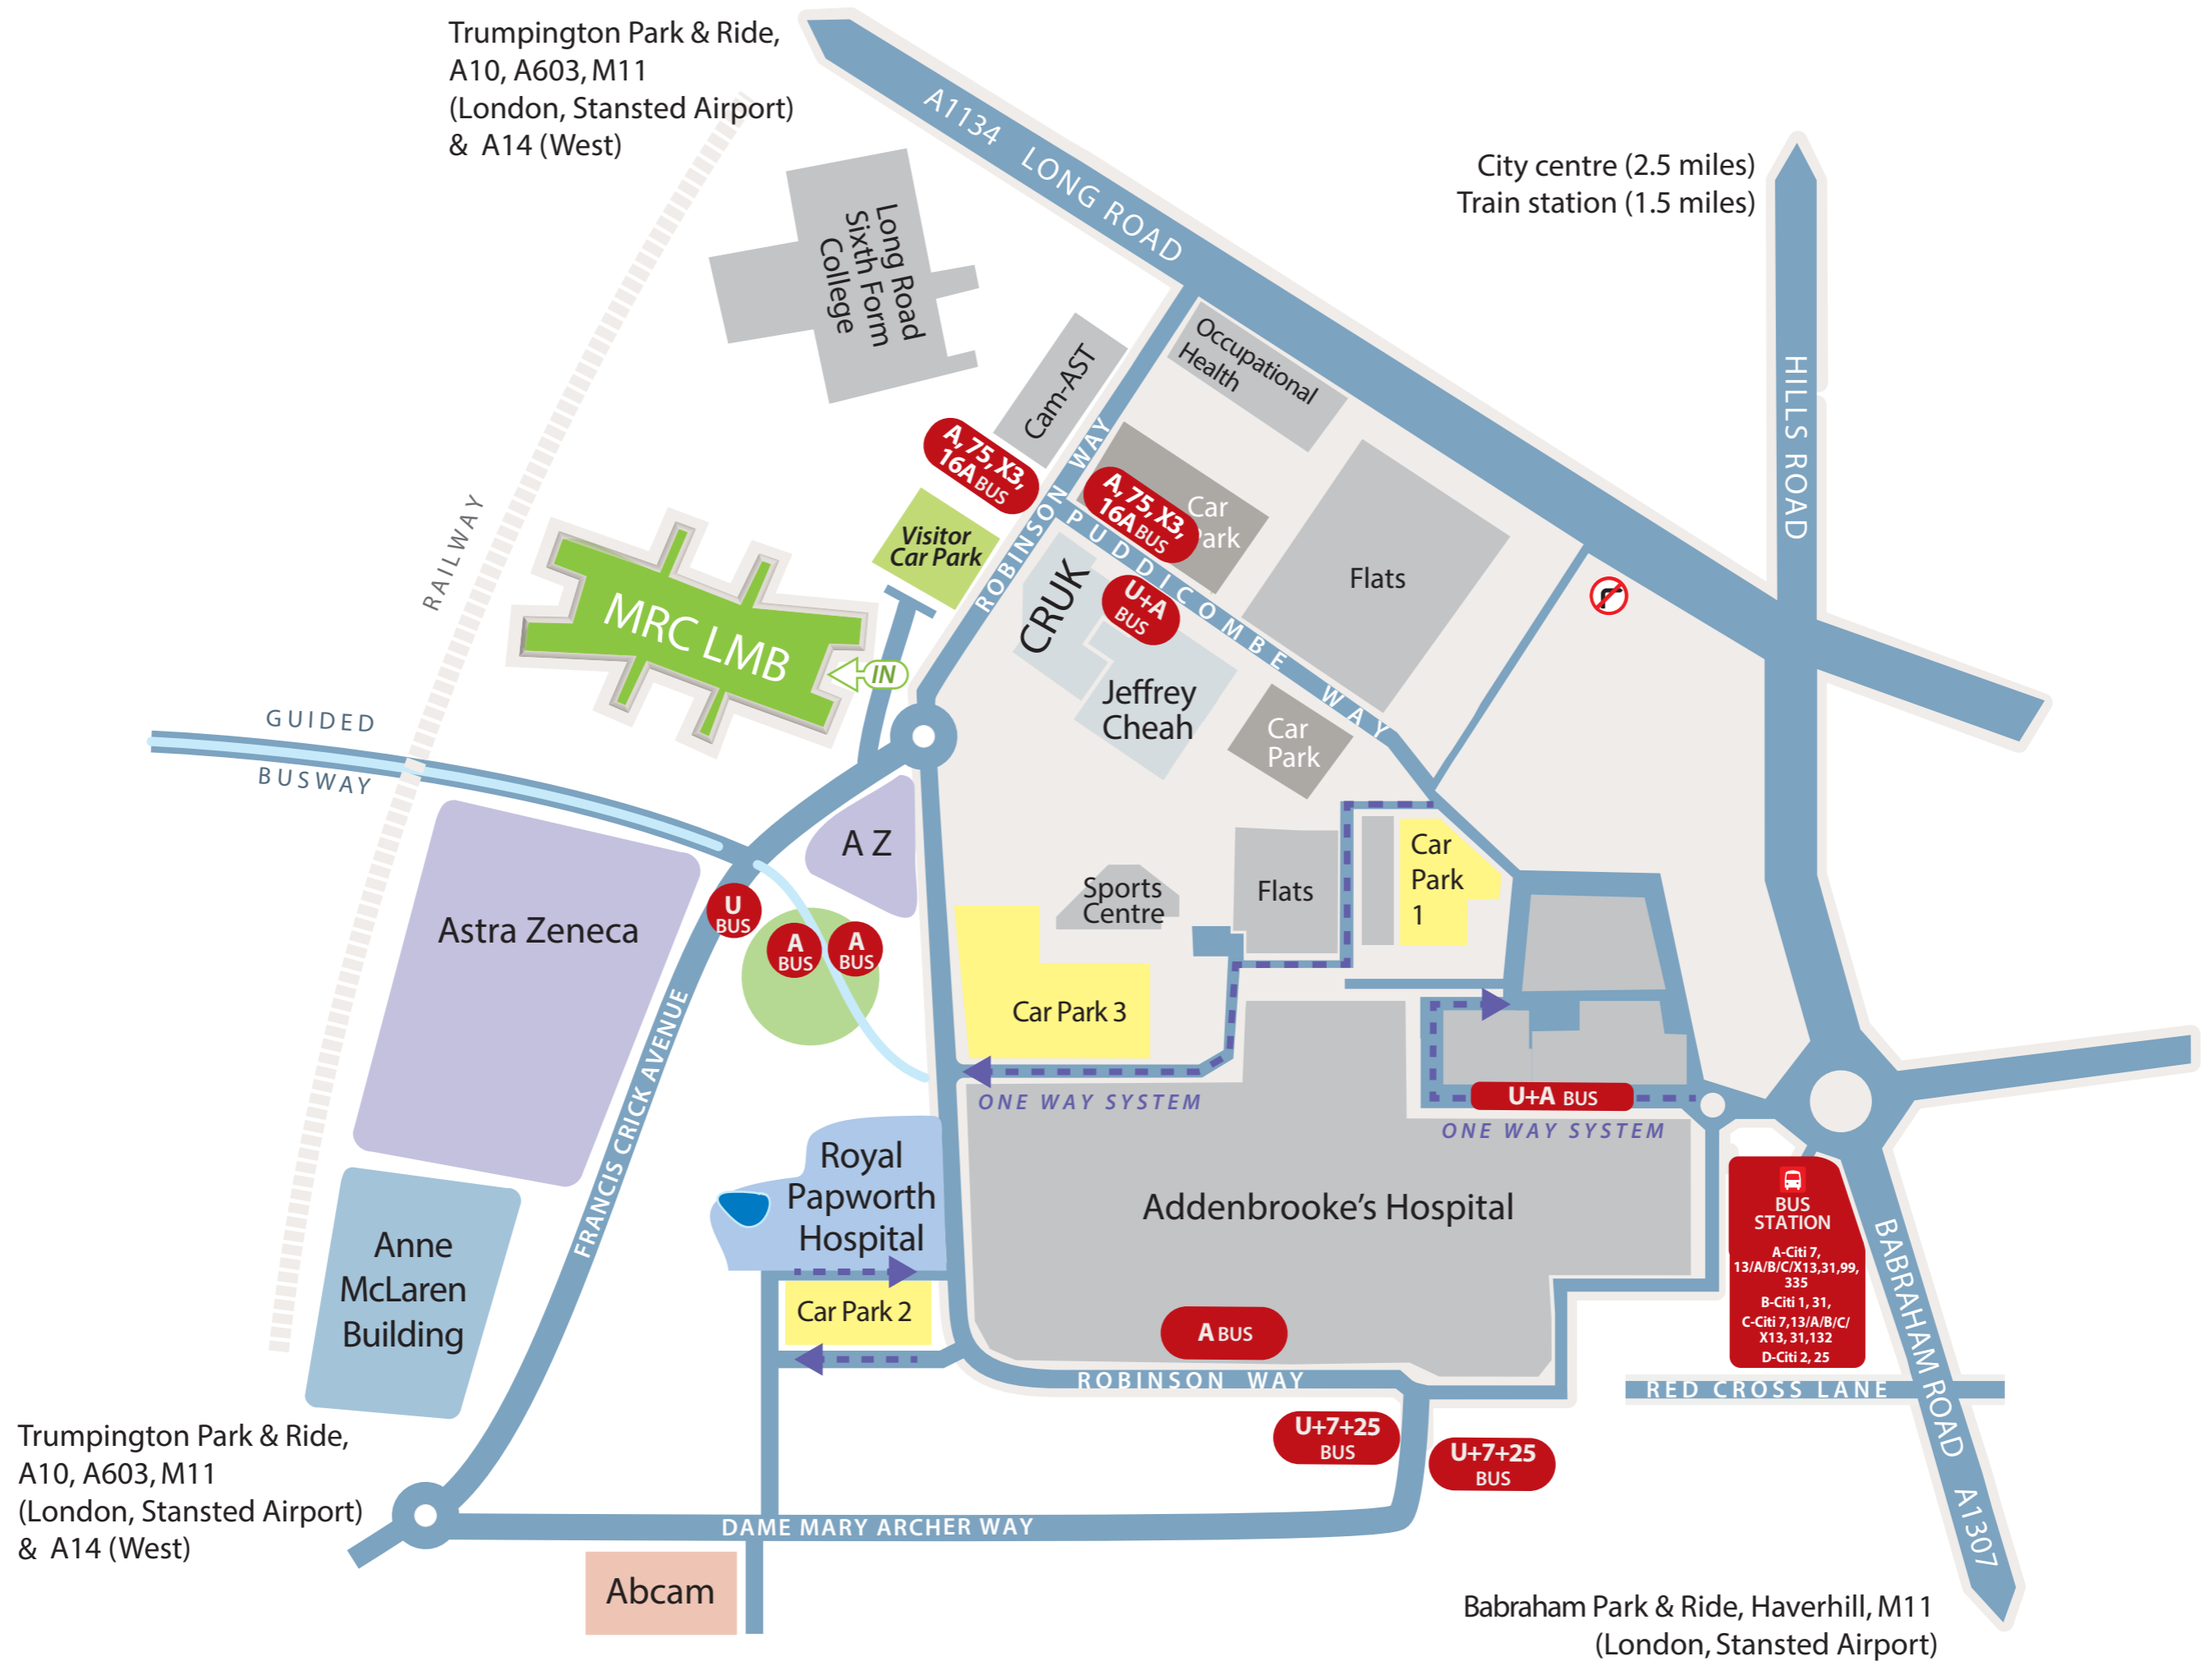 Trumpington Park & Ride,
A10, A603, M11
(London, Stansted Airport)
& A14 (West)
A1134 LONG ROAD
City centre (2.5 miles)
Train station (1.5 miles)
HILLS ROAD
Long Road
Sixth Form
College
Cam-AST
Occupational
Health
RAILWAY
A, 75, X3,
16A BUS
ROBINSON WAY
A, 75, X3,
16A BUS
Car
Park
Visitor
Car Park
PUDDICOMBE WAY
CRUK
U+A
BUS
Flats
MRC LMB
IN
Jeffrey
Cheah
Car
Park
GUIDED
BUSWAY
A Z
Car
Park
1
Sports
Centre
Flats
Astra Zeneca
U
BUS
A
BUS
A
BUS
Car Park 3
FRANCIS CRICK AVENUE
ONE WAY SYSTEM
U+A BUS
ONE WAY SYSTEM
Royal
Papworth
Hospital
Addenbrooke's Hospital
BUS
STATION
A-Citi 7,
13/A/B/C/X13,31,99,
335
B-Citi 1, 31,
C-Citi 7,13/A/B/C/
X13, 31,132
D-Citi 2, 25
BABRAHAM ROAD A1307
Anne
McLaren
Building
Car Park 2
A BUS
ROBINSON WAY
RED CROSS LANE
U+7+25
BUS
U+7+25
BUS
Trumpington Park & Ride,
A10, A603, M11
(London, Stansted Airport)
& A14 (West)
DAME MARY ARCHER WAY
Abcam
Babraham Park & Ride, Haverhill, M11
(London, Stansted Airport)